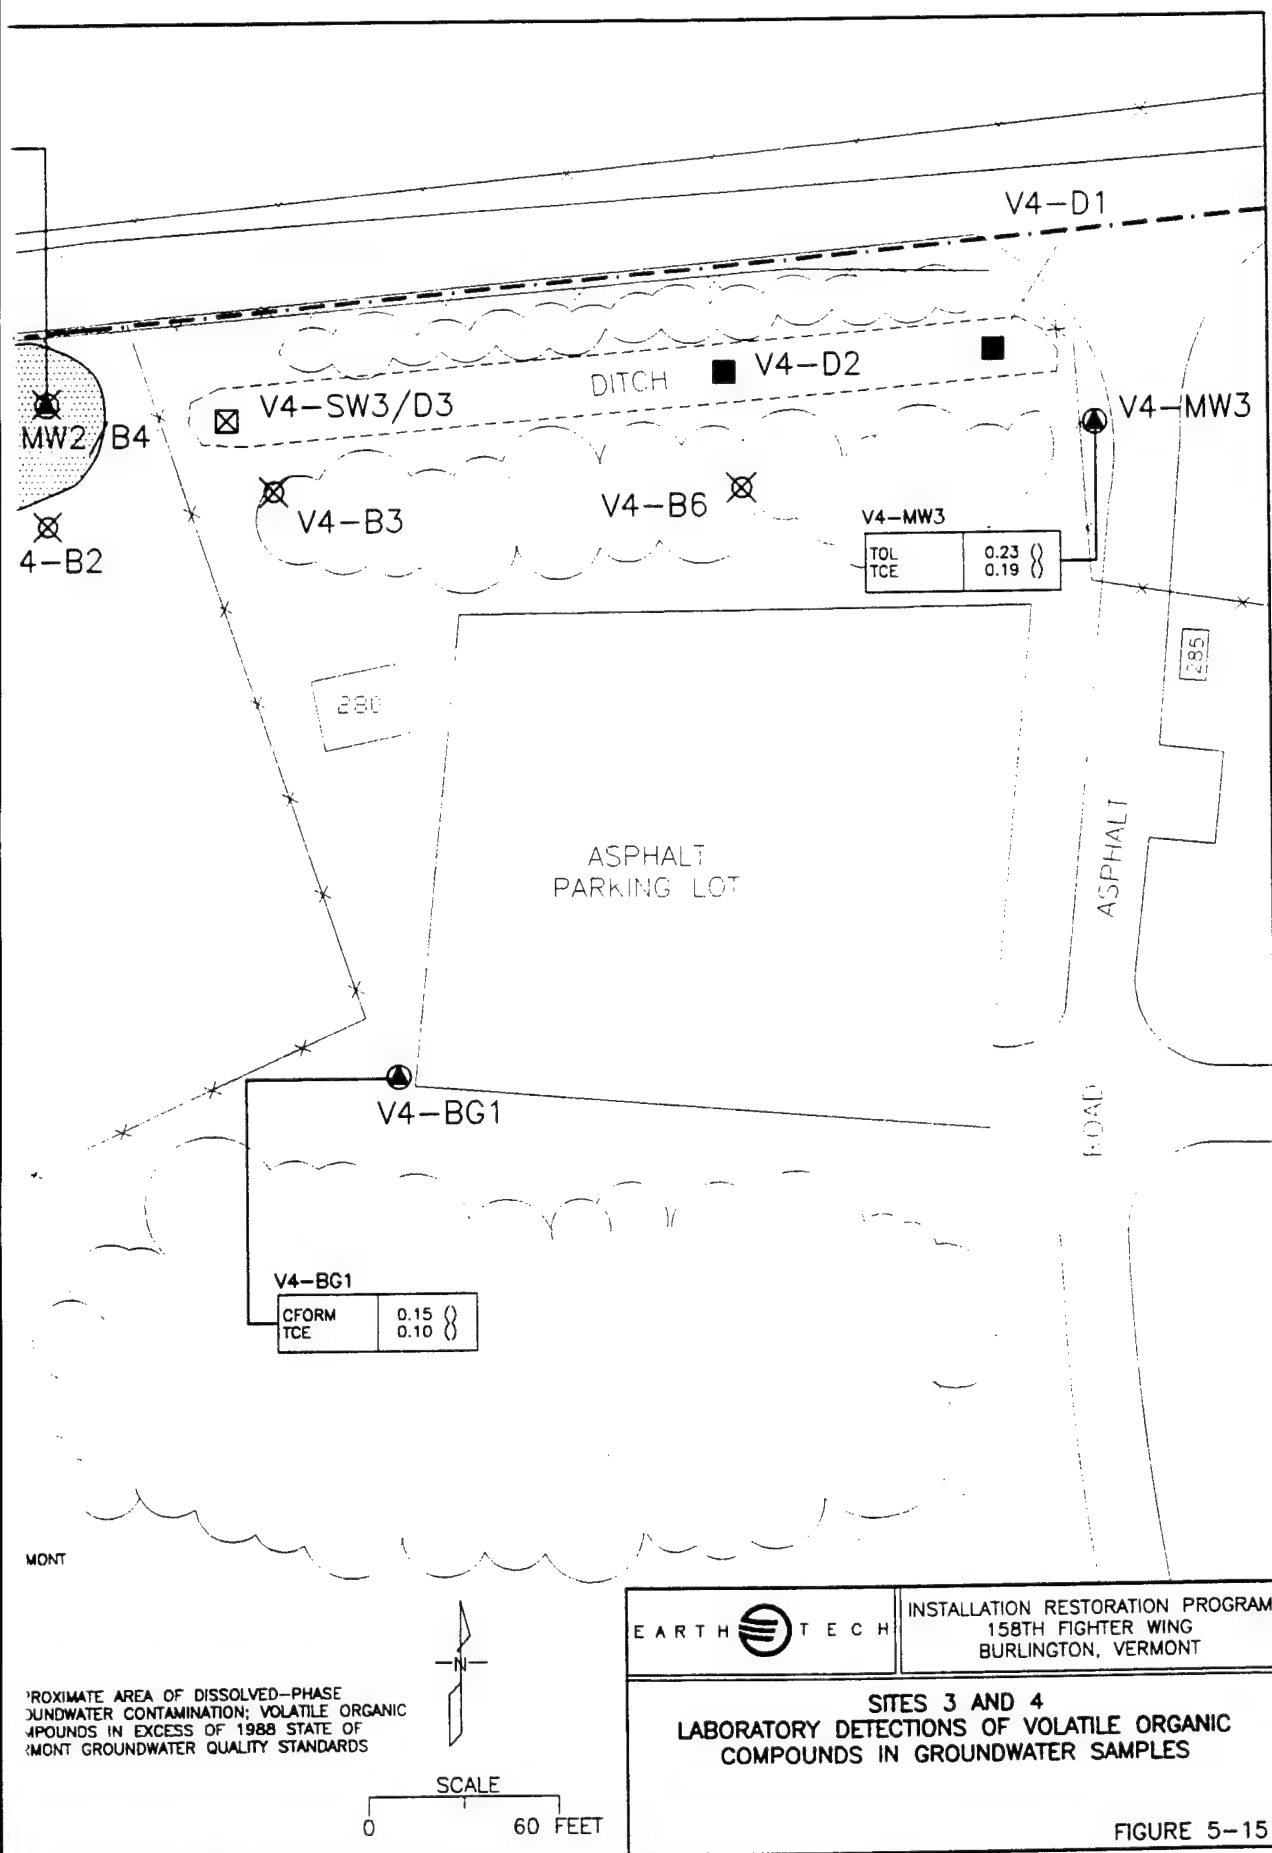 V4-D1
DITCH
V4-D2
V4-SW3/D3
V4-MW3
MW2/B4
V4-B3
V4-B6
4-B2
V4-MW3
TOL 0.23 ()
TCE 0.19 ()
285
280
ASPHALT
PARKING LOT
ASPHALT
ROAD
V4-BG1
V4-BG1
CFORM 0.15 ()
TCE 0.10 ()
MONT
N
ROXIMATE AREA OF DISSOLVED-PHASE
UNDWATER CONTAMINATION; VOLATILE ORGANIC
POUNDS IN EXCESS OF 1988 STATE OF
MONT GROUNDWATER QUALITY STANDARDS
SCALE
0 60 FEET
EARTH TECH
INSTALLATION RESTORATION PROGRAM
158TH FIGHTER WING
BURLINGTON, VERMONT
SITES 3 AND 4
LABORATORY DETECTIONS OF VOLATILE ORGANIC
COMPOUNDS IN GROUNDWATER SAMPLES
FIGURE 5-15